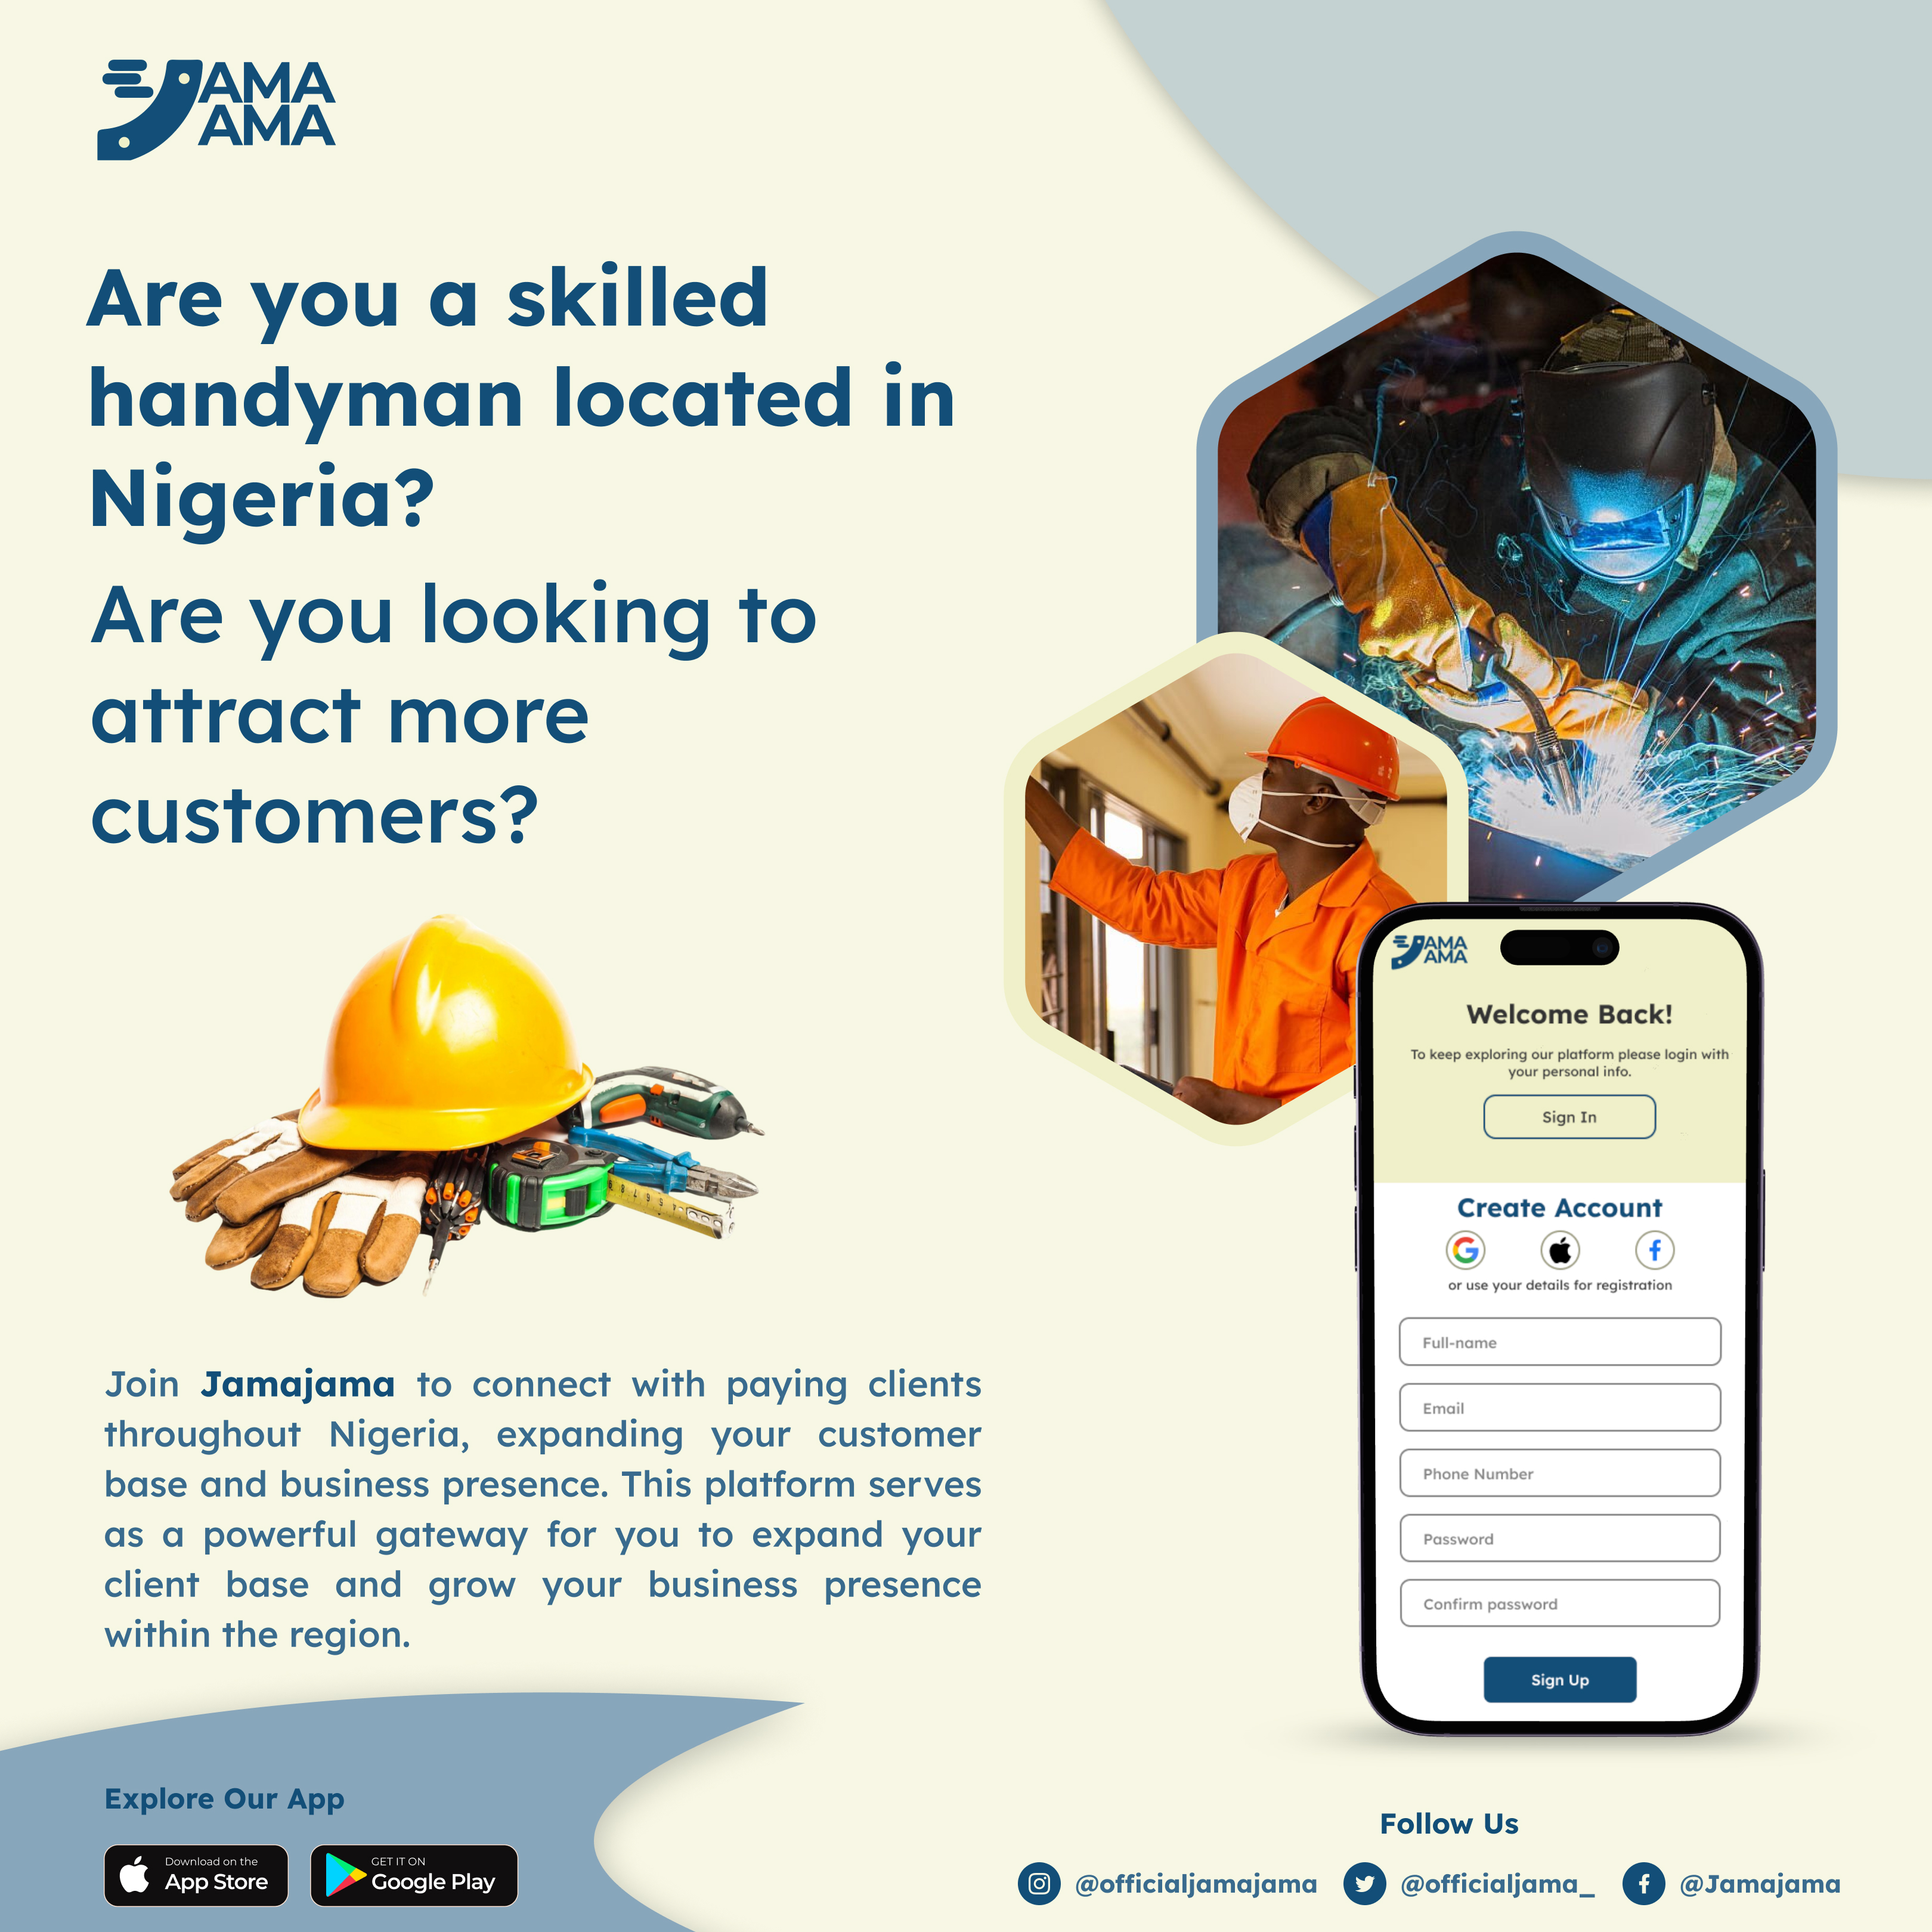 JAMA
JAMA
Are you a skilled
handyman located in
Nigeria?
Are you looking to
attract more
customers?
Join Jamajama to connect with paying clients
throughout Nigeria, expanding your customer
base and business presence. This platform serves
as a powerful gateway for you to expand your
client base and grow your business presence
within the region.
JAMA
JAMA
Welcome Back!
To keep exploring our platform please login with
your personal info.
Sign In
Create Account
or use your details for registration
Full-name
Email
Phone Number
Password
Confirm password
Sign Up
Explore Our App
Download on the
App Store
GET IT ON
Google Play
Follow Us
@officialjamajama
@officialjama_
@Jamajama